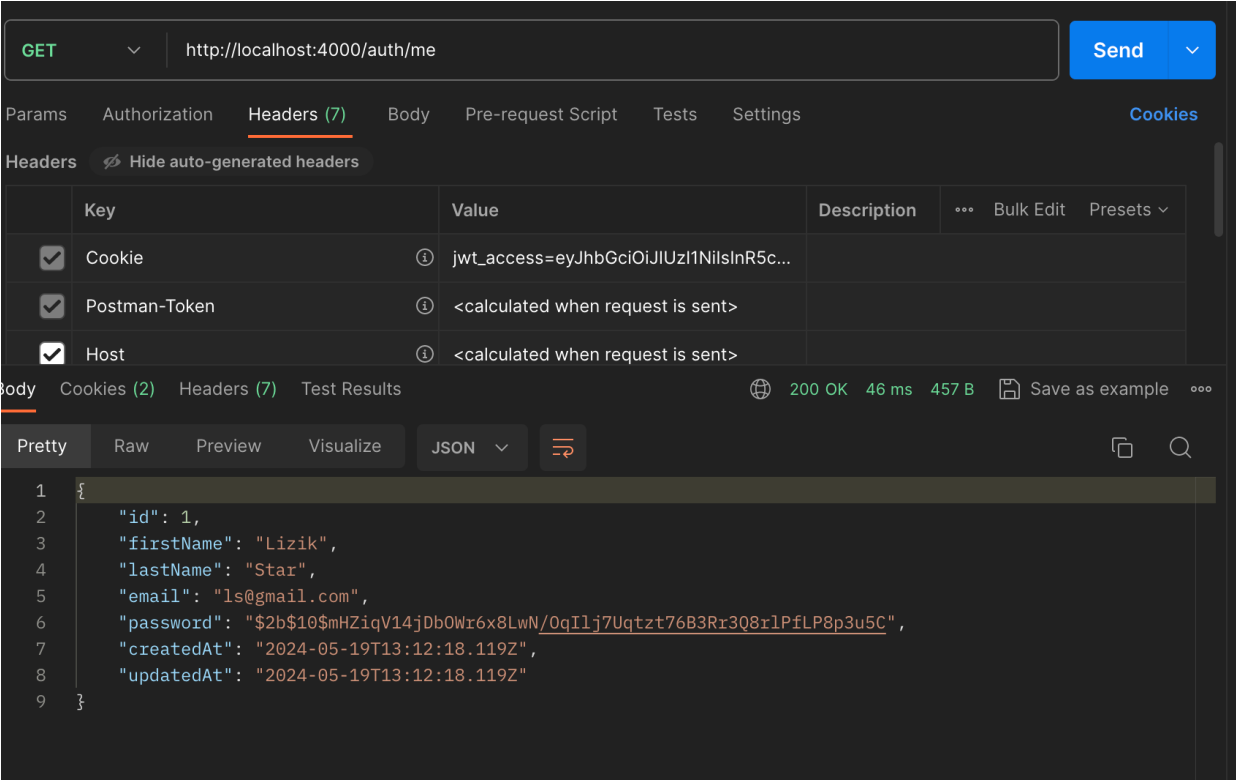 GET http://localhost:4000/auth/me Send
Params Authorization Headers (7) Body Pre-request Script Tests Settings Cookies
Headers Hide auto-generated headers
Key Value Description Bulk Edit Presets
Cookie jwt_access=eyJhbGciOiJIUzI1NiIsInR5c...
Postman-Token <calculated when request is sent>
Host <calculated when request is sent>
Body Cookies (2) Headers (7) Test Results 200 OK 46 ms 457 B Save as example
Pretty Raw Preview Visualize JSON
1 {
2 "id": 1,
3 "firstName": "Lizik",
4 "lastName": "Star",
5 "email": "ls@gmail.com",
6 "password": "$2b$10$mHZiqV14jDbOWr6x8LwN/OqIlj7Uqtzt76B3Rr3Q8rlPfLP8p3u5C",
7 "createdAt": "2024-05-19T13:12:18.119Z",
8 "updatedAt": "2024-05-19T13:12:18.119Z"
9 }